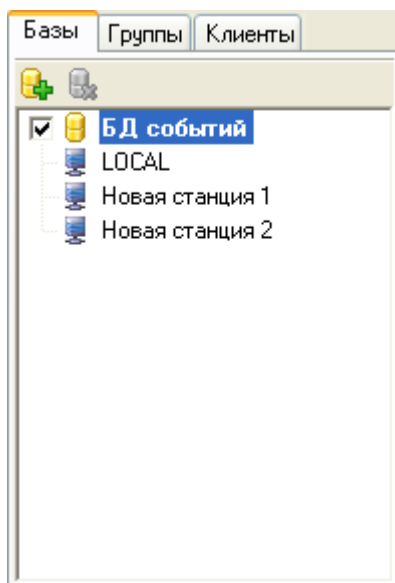 Базы Группы Клиенты
БД событий
LOCAL
Новая станция 1
Новая станция 2